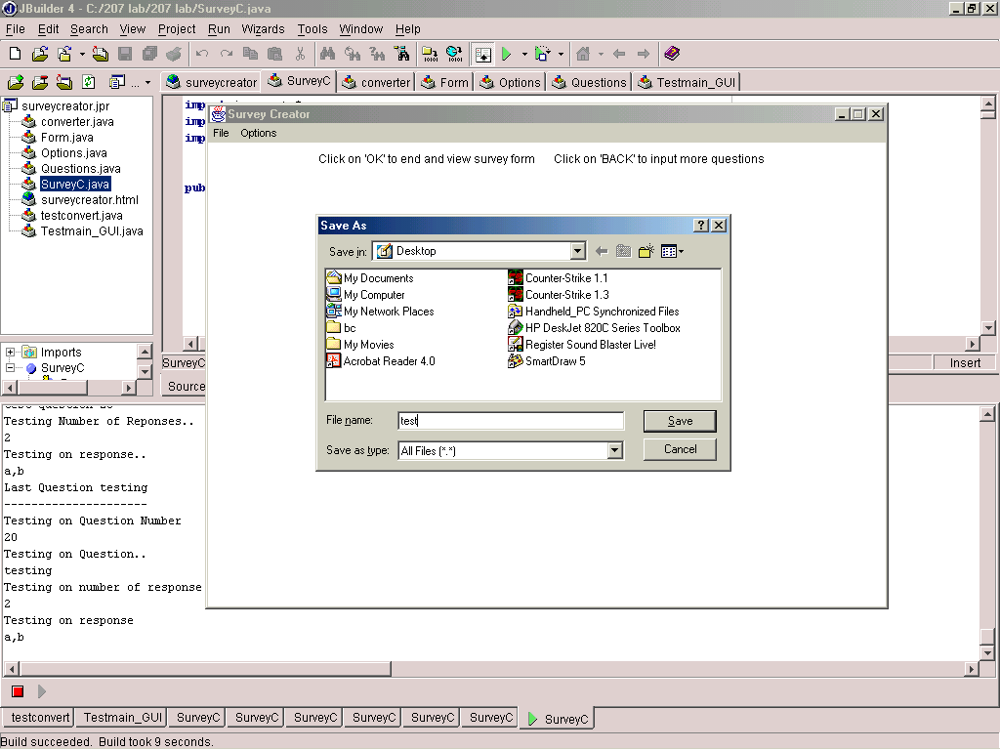 JBuilder 4 - C:/207 lab/207 lab/SurveyC.java
File Edit Search View Project Run Wizards Tools Window Help
surveycreator SurveyC converter Form Options Questions Testmain_GUI
surveycreator.jpr
converter.java
Form.java
Options.java
Questions.java
SurveyC.java
surveycreator.html
testconvert.java
Testmain_GUI.java
imp
imp
imp
pub
Survey Creator
File Options
Click on 'OK' to end and view survey form Click on 'BACK' to input more questions
Save As
Save in: Desktop
My Documents
My Computer
My Network Places
bc
My Movies
Acrobat Reader 4.0
Counter-Strike 1.1
Counter-Strike 1.3
Handheld_PC Synchronized Files
HP DeskJet 820C Series Toolbox
Register Sound Blaster Live!
SmartDraw 5
File name: test Save
Save as type: All Files (*.*) Cancel
Imports
SurveyC
SurveyC Insert
Source
Testing Number of Reponses..
2
Testing on response..
a,b
Last Question testing
---------------------
Testing on Question Number
20
Testing on Question..
testing
Testing on number of response
2
Testing on response
a,b
testconvert Testmain_GUI SurveyC SurveyC SurveyC SurveyC SurveyC SurveyC SurveyC
Build succeeded. Build took 9 seconds.